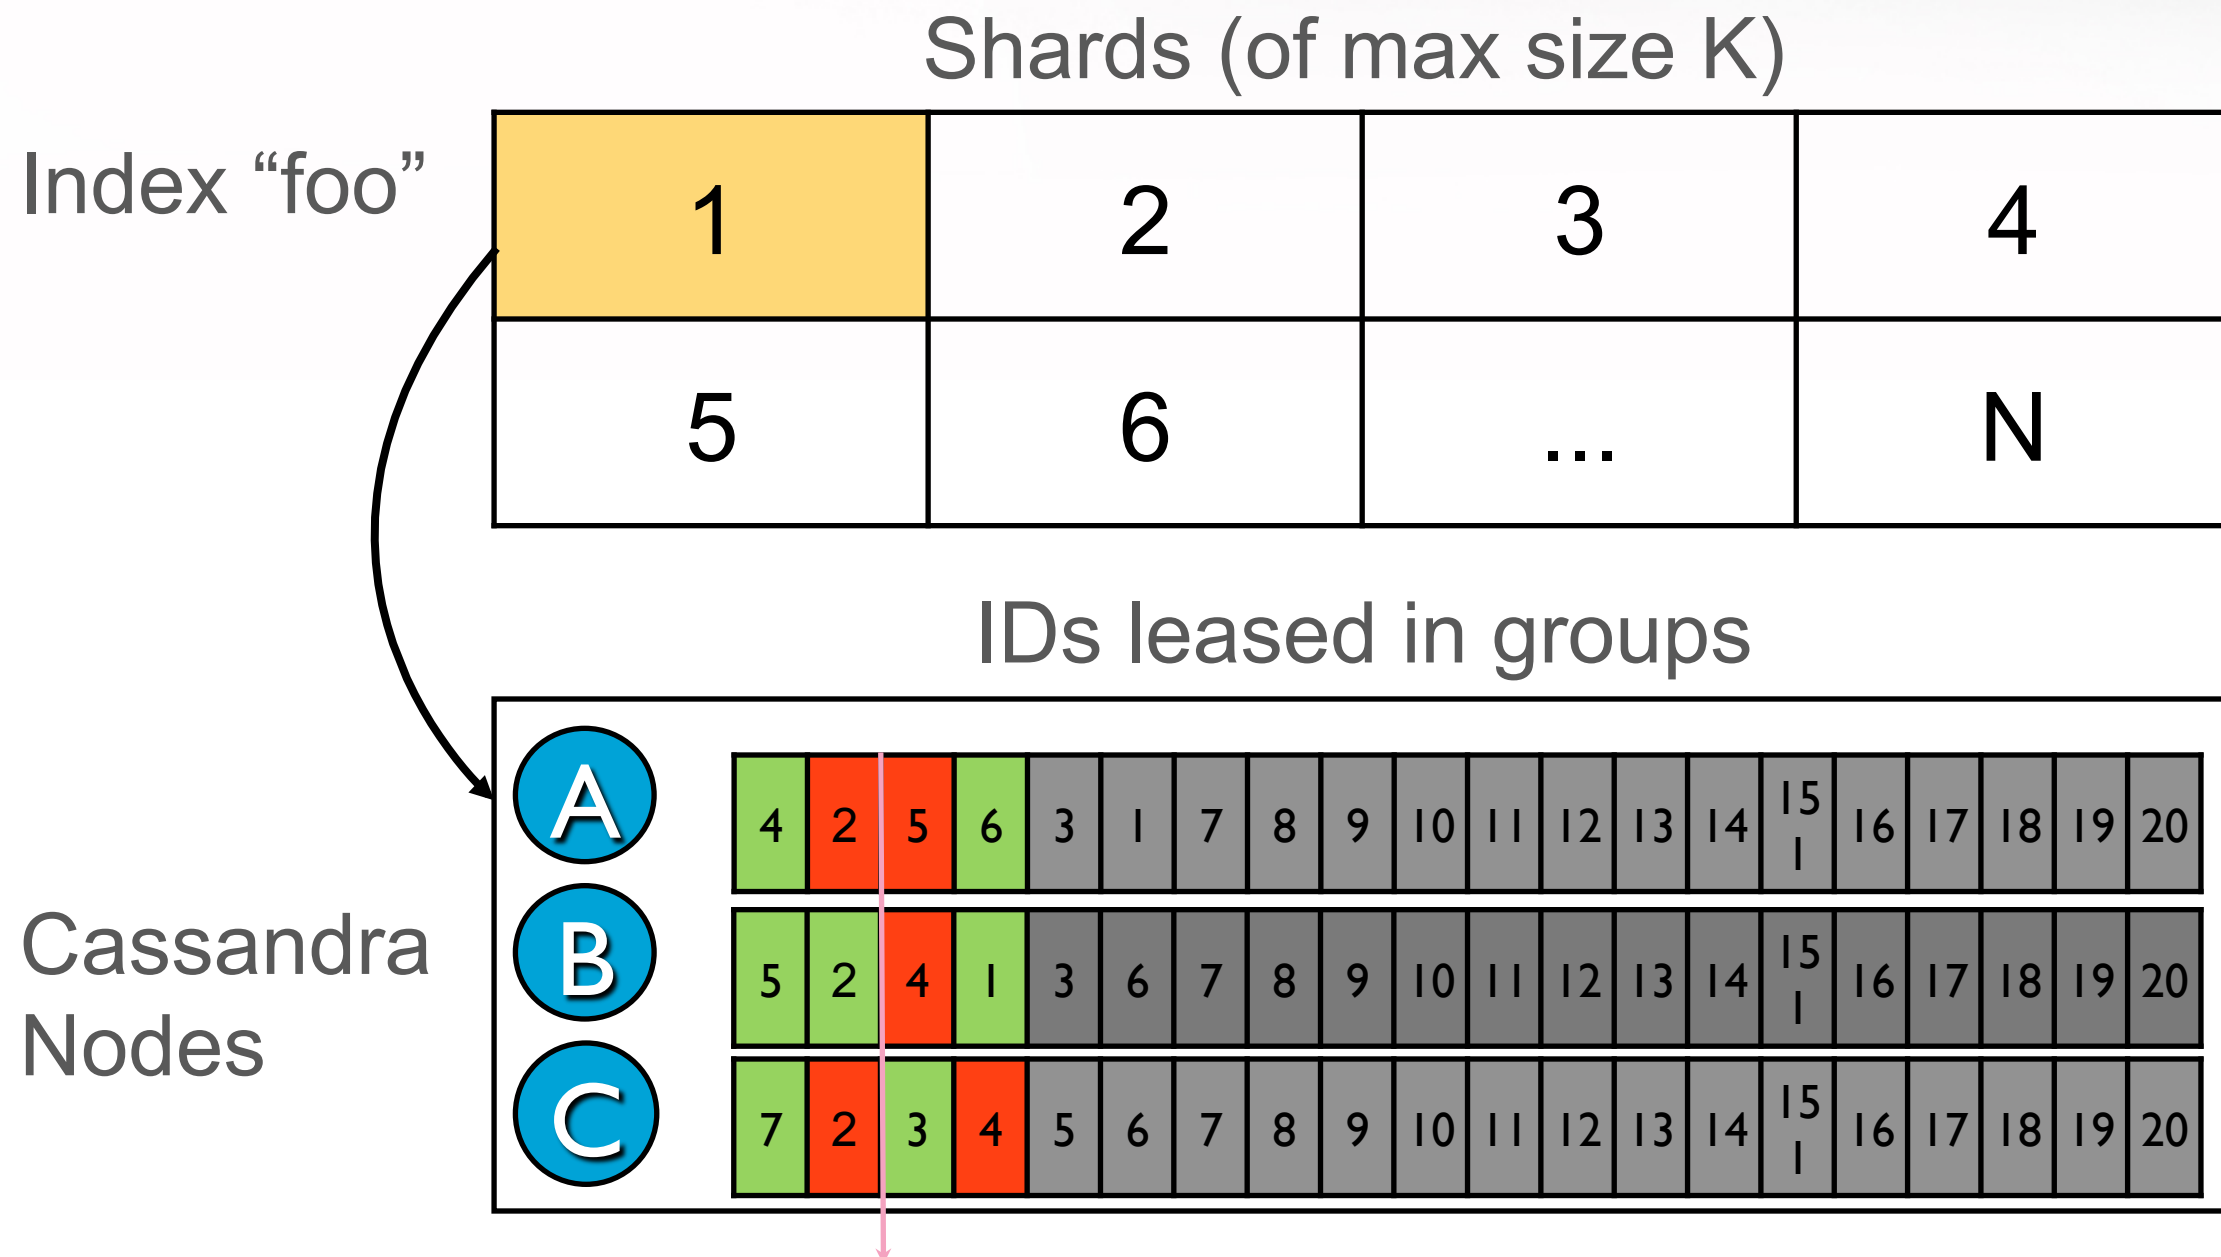 Shards (of max size K)
Index “foo”
1 2 3 4
5 6 ... N
IDs leased in groups
A
4 2 5 6 3 1 7 8 9 10 11 12 13 14 15 1 16 17 18 19 20
Cassandra
Nodes
B
5 2 4 1 3 6 7 8 9 10 11 12 13 14 15 1 16 17 18 19 20
C
7 2 3 4 5 6 7 8 9 10 11 12 13 14 15 1 16 17 18 19 20